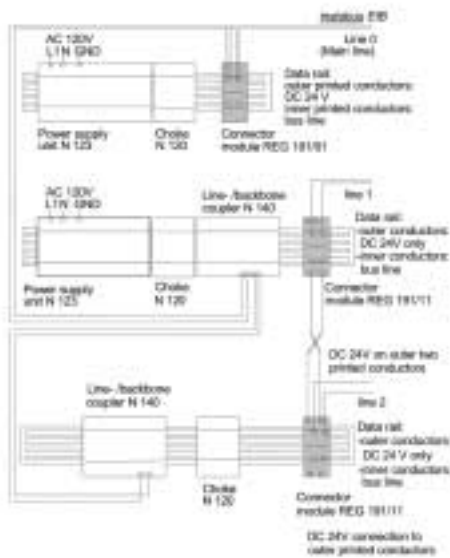 instabus EIB
AC 120V
L1N GND
Line 0
(Main line)
Data rail:
outer printed conductors:
DC 24 V
inner printed conductors:
bus line
Power supply
unit N 123
Choke
N 120
Connector
module REG 191/01
AC 120V
L1N GND
Line-/backbone
coupler N 140
line 1
Data rail:
-outer conductors:
DC 24V only
-inner conductors:
bus line
Power supply
unit N 123
Choke
N 120
Connector
module REG 191/11
DC 24V on outer two
printed conductors
Line-/backbone
coupler N 140
line 2
Data rail:
-outer conductors:
DC 24 V only
-inner conductors:
bus line
Choke
N 120
Connector
module REG 191/11
DC 24V connection to
outer printed conductors